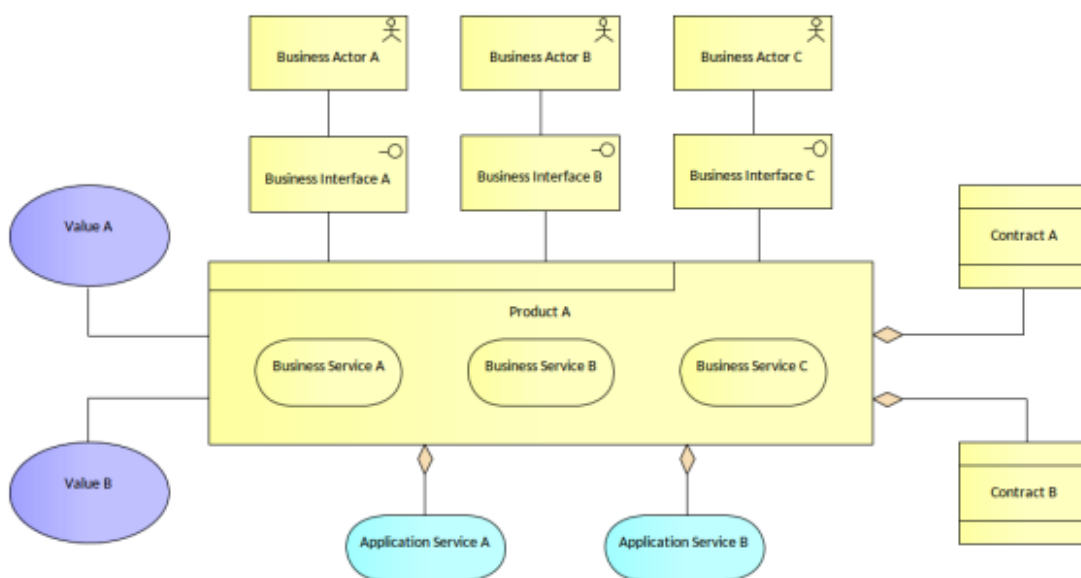 Business Actor A
Business Actor B
Business Actor C
Business Interface A
Business Interface B
Business Interface C
Value A
Contract A
Product A
Business Service A
Business Service B
Business Service C
Value B
Contract B
Application Service A
Application Service B